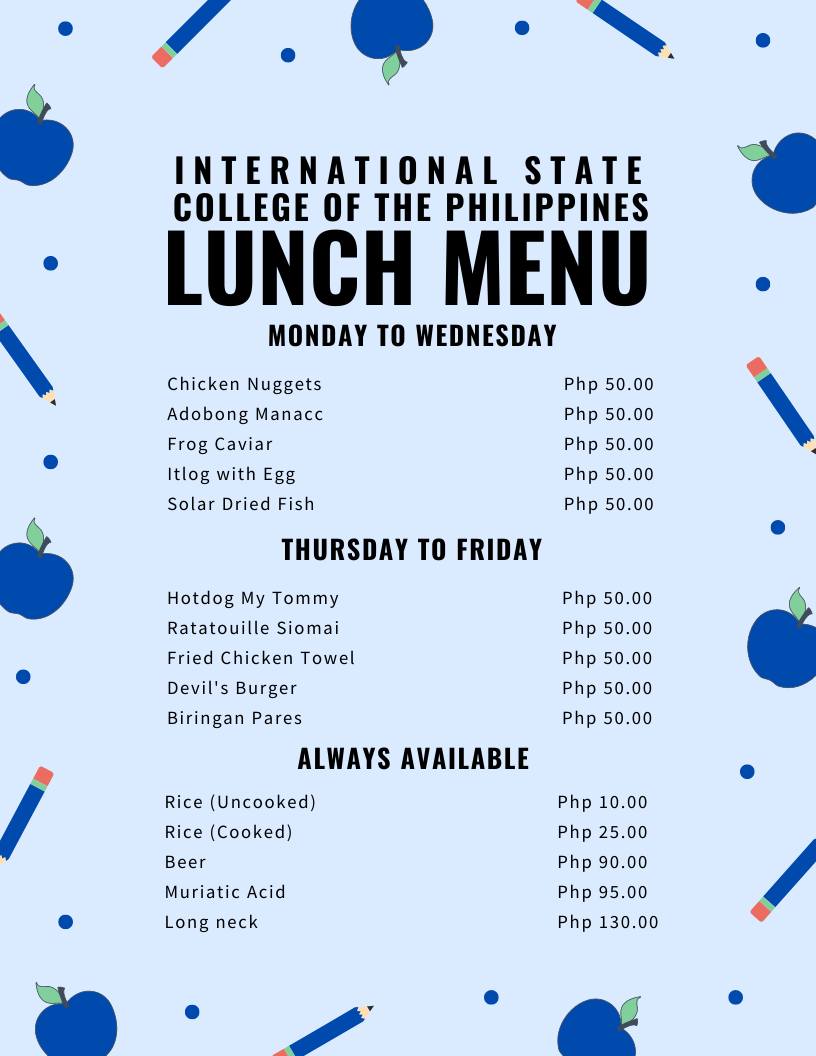 INTERNATIONAL STATE
COLLEGE OF THE PHILIPPINES
LUNCH MENU
MONDAY TO WEDNESDAY
Chicken Nuggets Php 50.00
Adobong Manacc Php 50.00
Frog Caviar Php 50.00
Itlog with Egg Php 50.00
Solar Dried Fish Php 50.00
THURSDAY TO FRIDAY
Hotdog My Tommy Php 50.00
Ratatouille Siomai Php 50.00
Fried Chicken Towel Php 50.00
Devil's Burger Php 50.00
Biringan Pares Php 50.00
ALWAYS AVAILABLE
Rice (Uncooked) Php 10.00
Rice (Cooked) Php 25.00
Beer Php 90.00
Muriatic Acid Php 95.00
Long neck Php 130.00